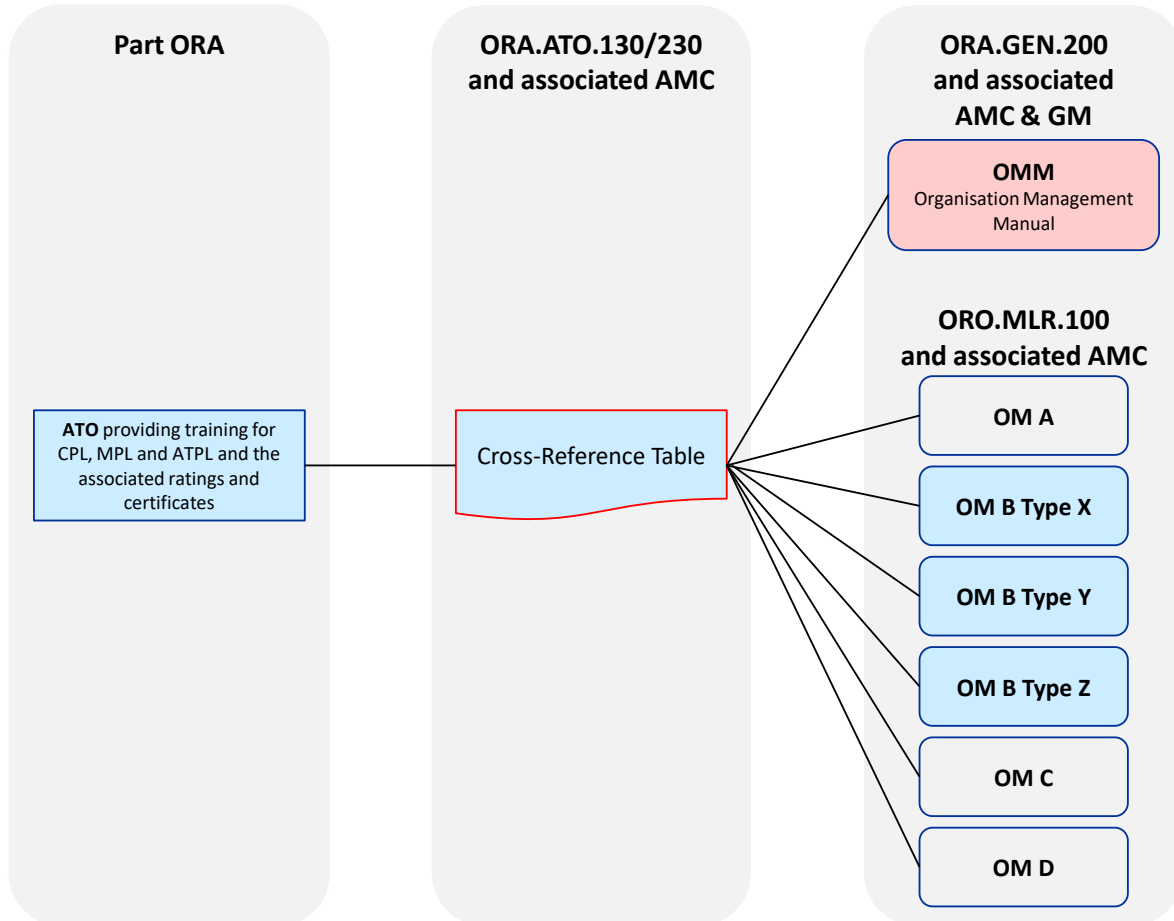 Part ORA
ORA.ATO.130/230
and associated AMC
ORA.GEN.200
and associated
AMC & GM
OMM
Organisation Management
Manual
ORO.MLR.100
and associated AMC
ATO providing training for
CPL, MPL and ATPL and the
associated ratings and
certificates
Cross-Reference Table
OM A
OM B Type X
OM B Type Y
OM B Type Z
OM C
OM D